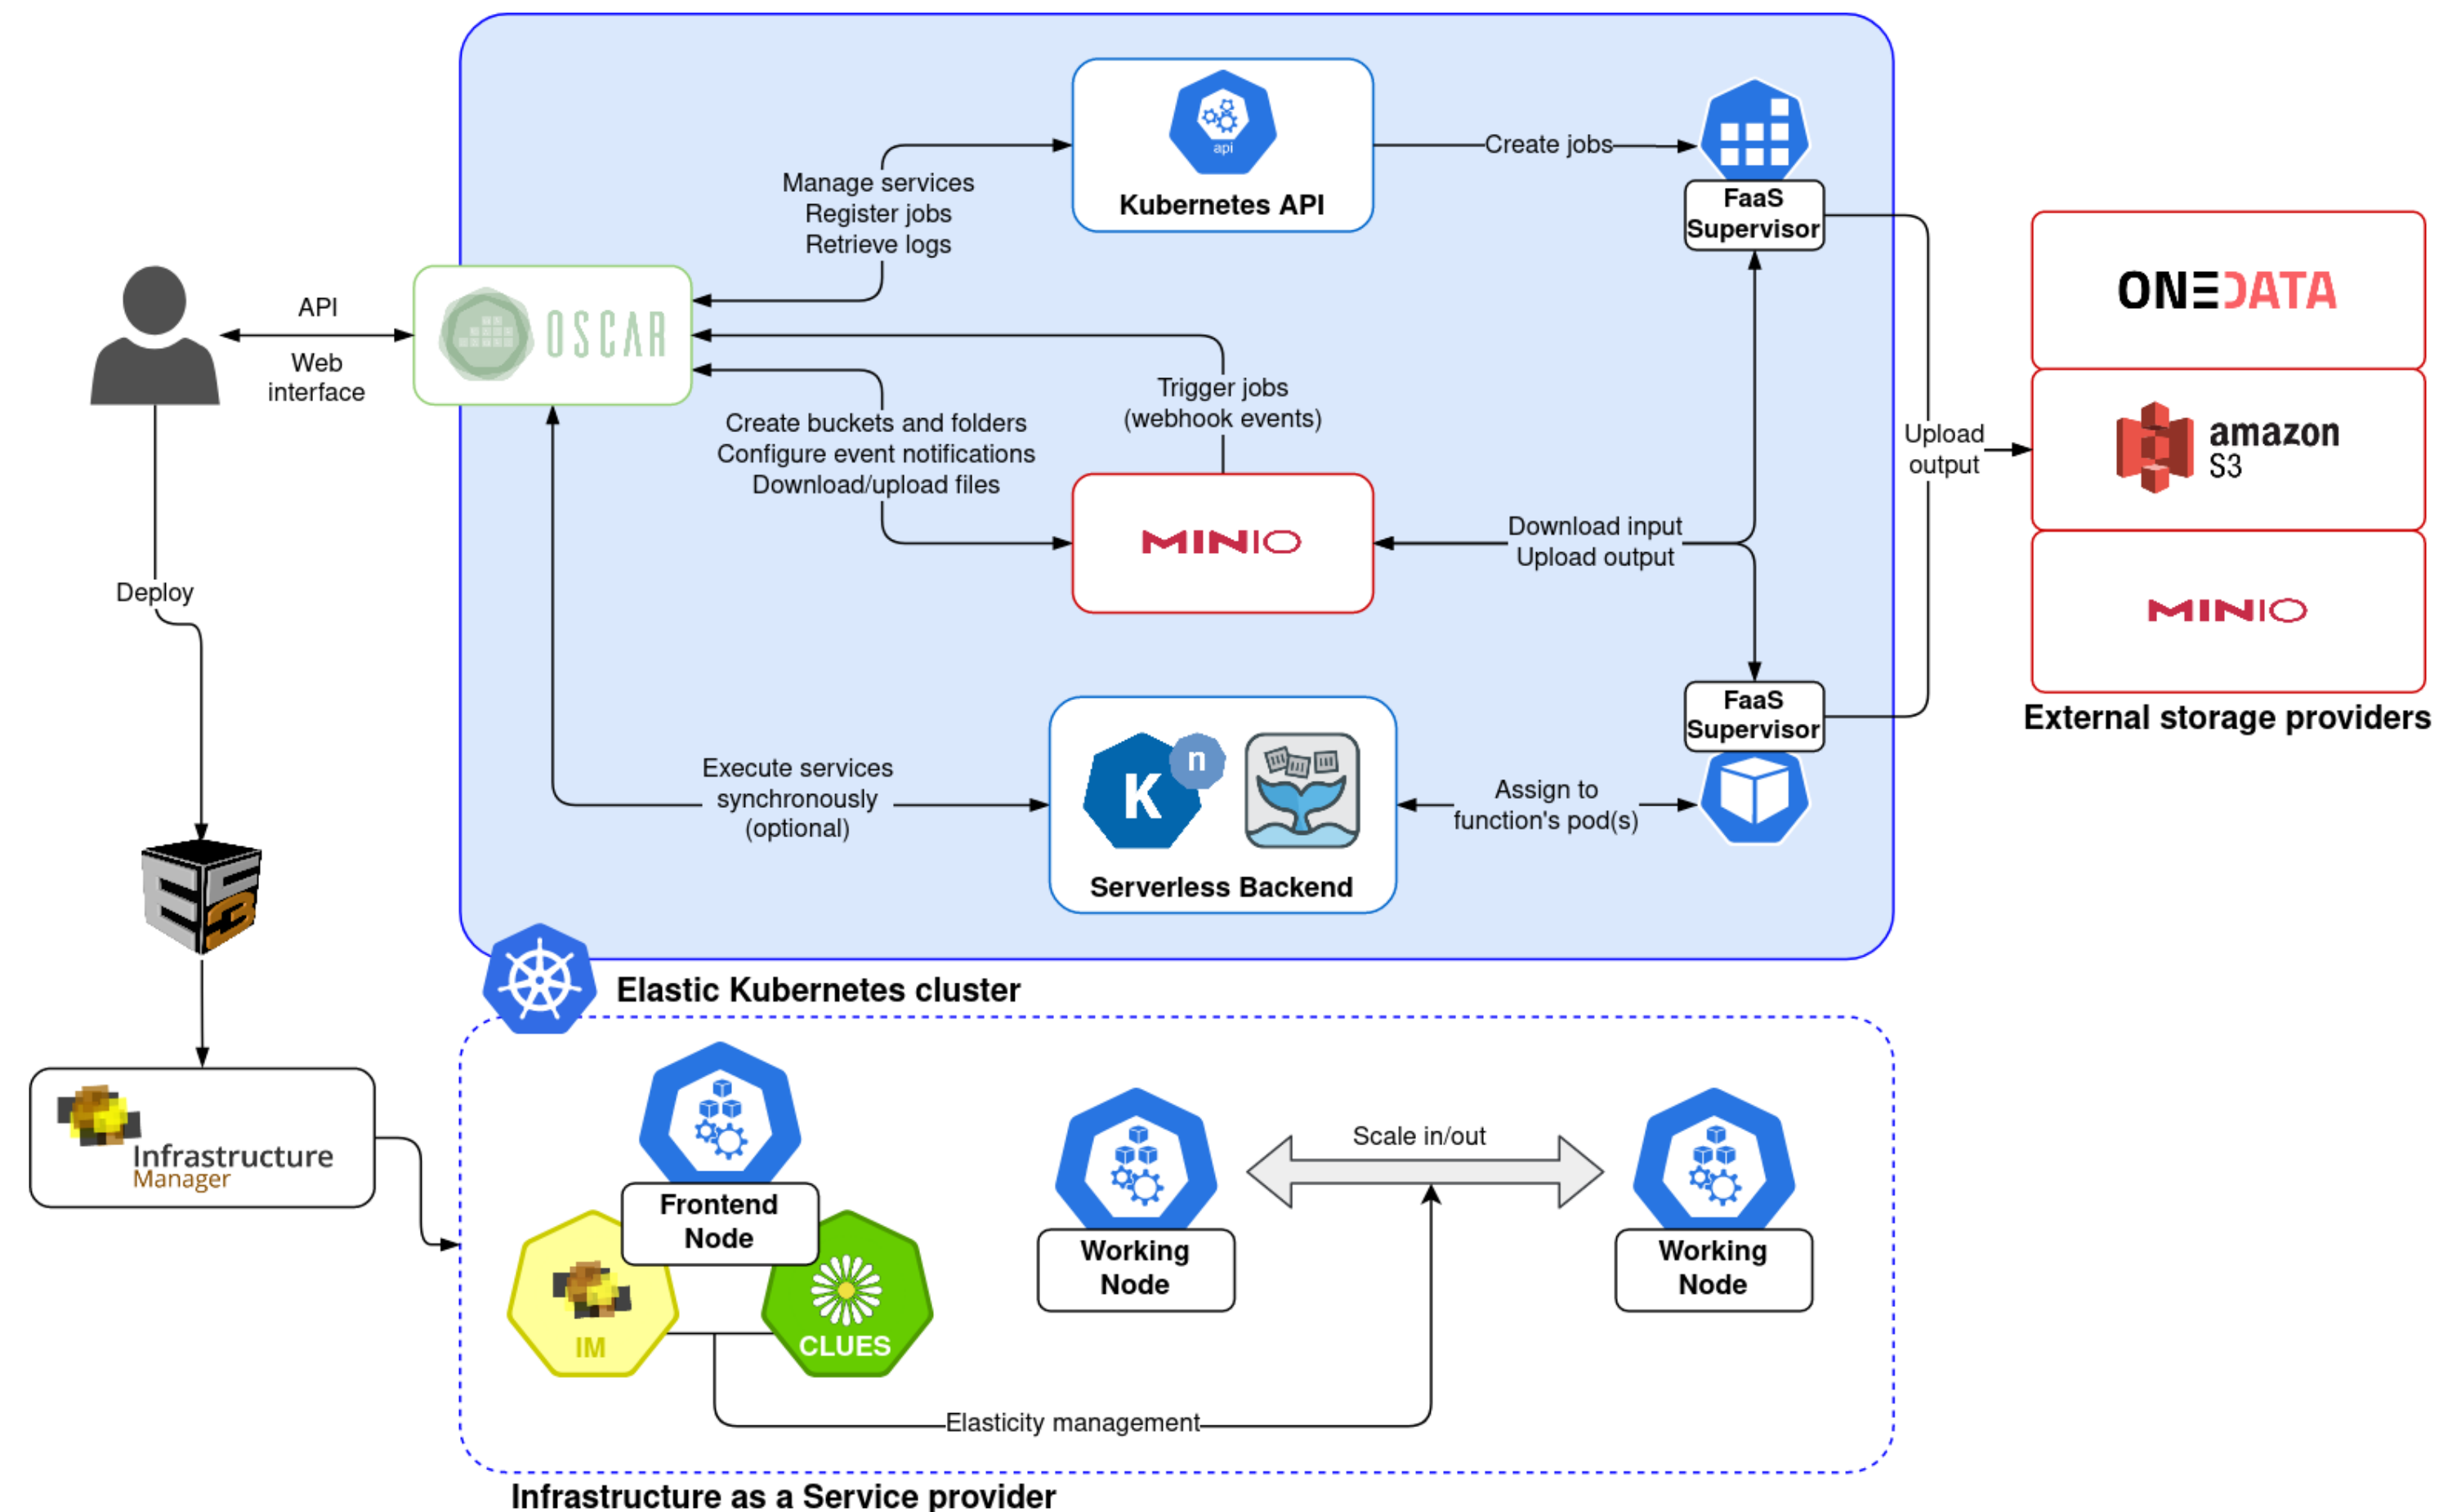 api
Kubernetes API
Create jobs
FaaS
Supervisor
Manage services
Register jobs
Retrieve logs
API
Web
interface
OSCAR
Trigger jobs
(webhook events)
Create buckets and folders
Configure event notifications
Download/upload files
MINIO
Download input
Upload output
Upload
output
ONEDATA
amazon
S3
MINIO
External storage providers
Deploy
FaaS
Supervisor
Execute services
synchronously
(optional)
K
n
Serverless Backend
Assign to
function's pod(s)
EC3
Elastic Kubernetes cluster
Infrastructure
Manager
Frontend
Node
IM
CLUES
Working
Node
Scale in/out
Working
Node
Elasticity management
Infrastructure as a Service provider